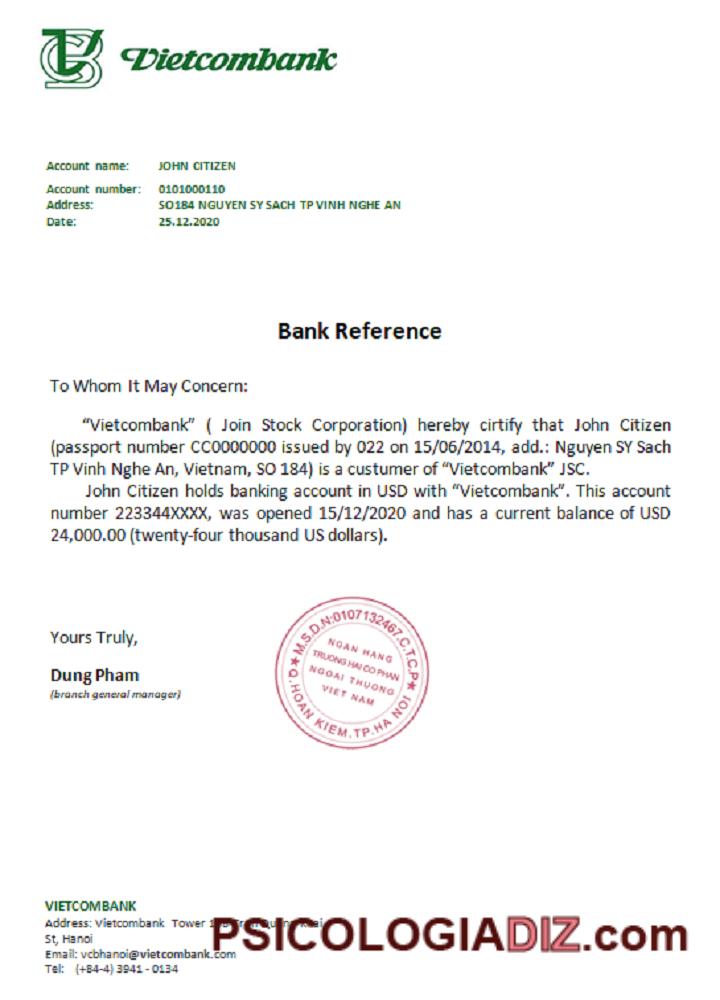 Vietcombank
Account name: JOHN CITIZEN
Account number: 0101000110
Address: SO184 NGUYEN SY SACH TP VINH NGHE AN
Date: 25.12.2020
Bank Reference
To Whom It May Concern:
“Vietcombank” ( Join Stock Corporation) hereby cirtify that John Citizen
(passport number CC0000000 issued by 022 on 15/06/2014, add.: Nguyen SY Sach
TP Vinh Nghe An, Vietnam, SO 184) is a custumer of “Vietcombank” JSC.
John Citizen holds banking account in USD with “Vietcombank”. This account
number 223344XXXX, was opened 15/12/2020 and has a current balance of USD
24,000.00 (twenty-four thousand US dollars).
Yours Truly,
Dung Pham
(branch general manager)
M.S.D.N:0107132467.C.T.C.P
NGAN HANG
TRUONG HAI CO PHAN
NGOAI THUONG
VIET NAM
Q.HOAN KIEM.TP.HA NOI
VIETCOMBANK
Address: Vietcombank Tower
St, Hanoi
Email: vcbhanoi@vietcombank.com
Tel: (+84-4) 3941 - 0134
PSICOLOGIADIZ.com